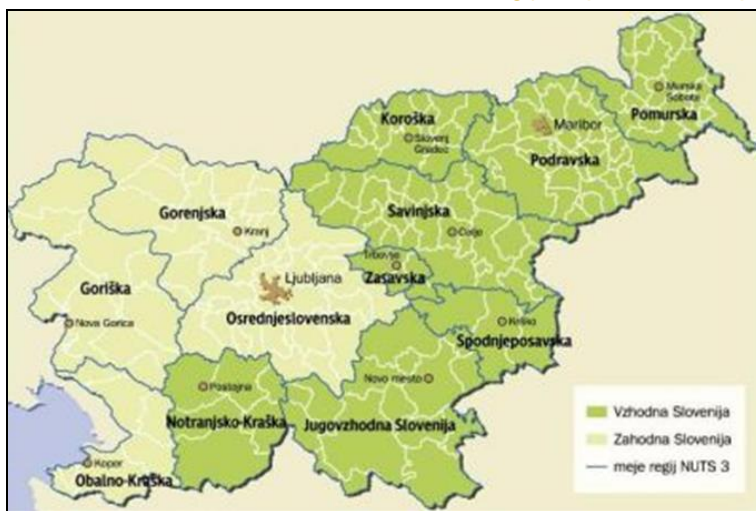 Murska
Sobota
Pomurska
Koroška
Slovenj
Gradec
Maribor
Podravska
Gorenjska
Kranj
Savinjska
Celje
Trbovlje
Zasavska
Ljubljana
Goriška
Osrednjeslovenska
Nova Gorica
Krško
Spodnjeposavska
Postojna
Novo mesto
Notranjsko-Kraška
Jugovzhodna Slovenija
Koper
Obalno-Kraška
Vzhodna Slovenija
Zahodna Slovenija
meje regij NUTS 3